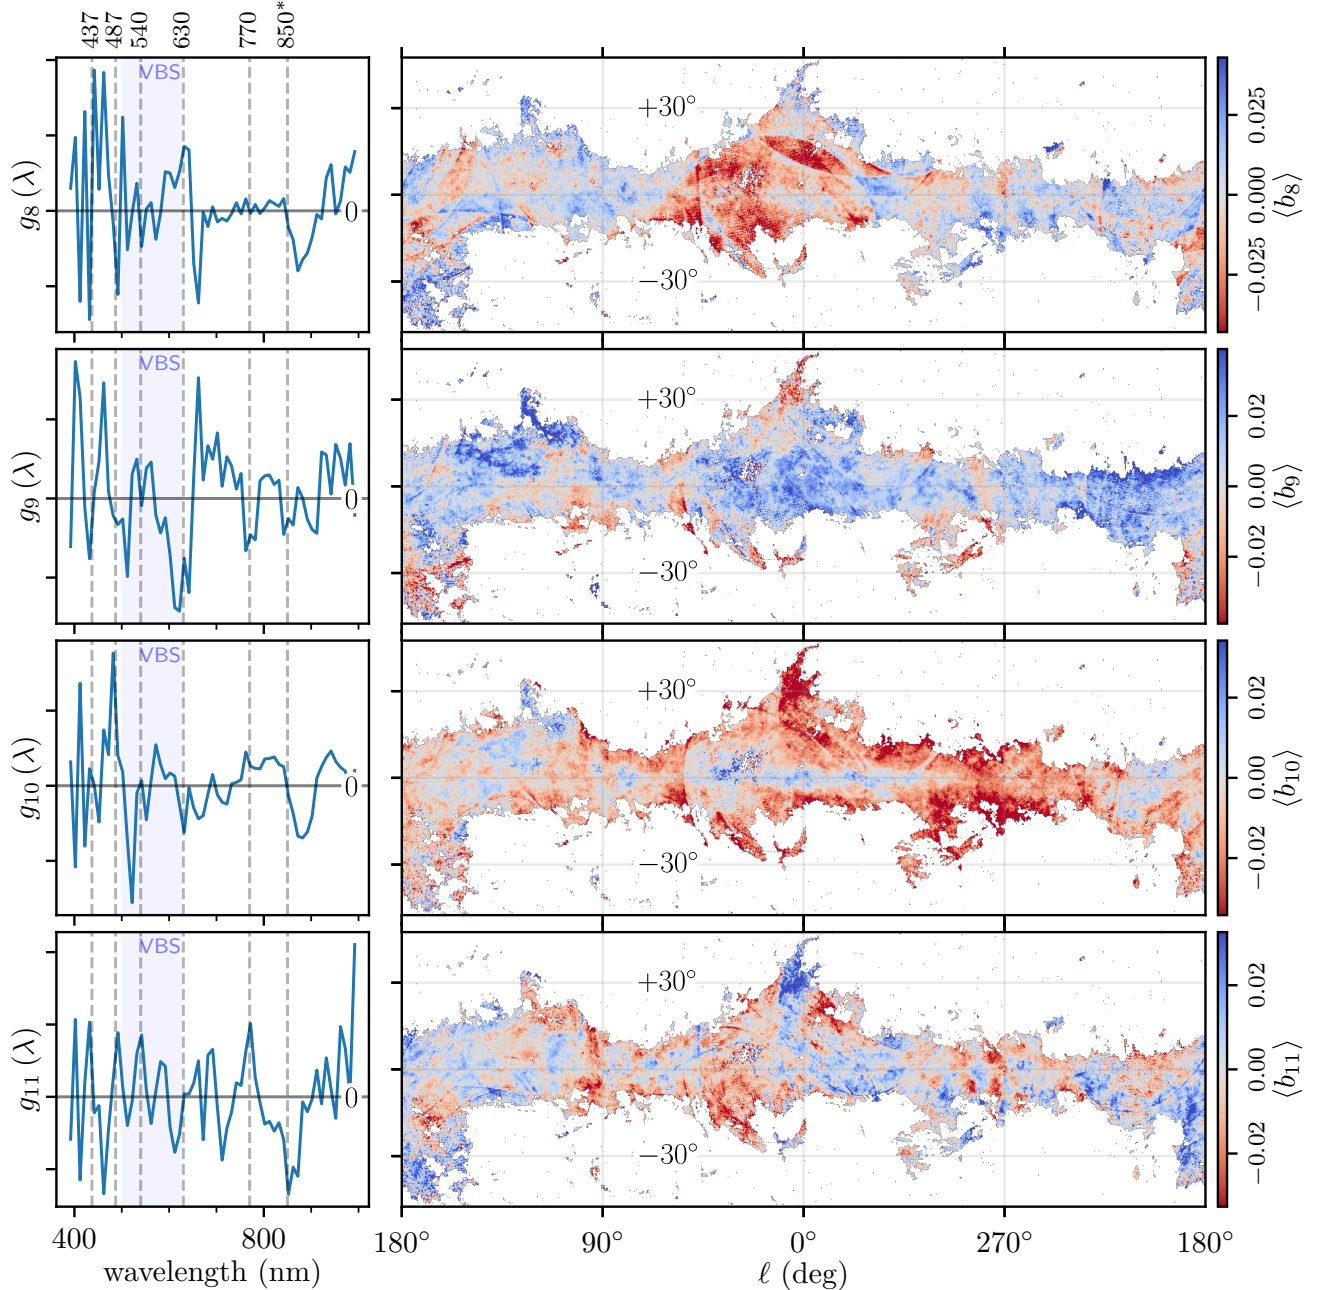 437 487 540 630 770 850*
VBS
g8 (λ)
0
+30°
−30°
0.025
0.000
−0.025
⟨b8⟩
VBS
g9 (λ)
0
+30°
−30°
0.02
0.00
−0.02
⟨b9⟩
VBS
g10 (λ)
0
+30°
−30°
0.02
0.00
−0.02
⟨b10⟩
VBS
g11 (λ)
0
+30°
−30°
0.02
0.00
−0.02
⟨b11⟩
400 800
wavelength (nm)
180° 90° 0° 270° 180°
ℓ (deg)